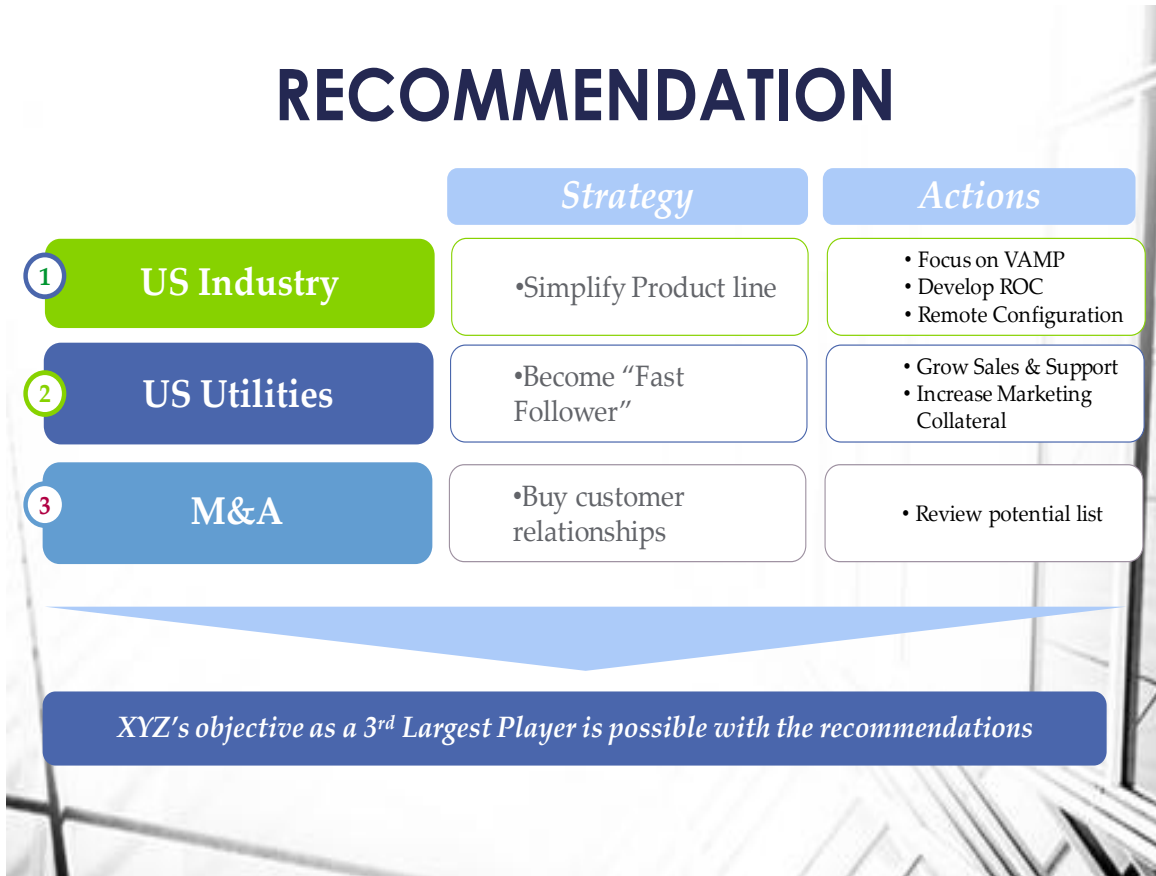 RECOMMENDATION
Strategy
Actions
1
US Industry
•Simplify Product line
• Focus on VAMP
• Develop ROC
• Remote Configuration
2
US Utilities
•Become “Fast
Follower”
• Grow Sales & Support
• Increase Marketing
Collateral
3
M&A
•Buy customer
relationships
• Review potential list
XYZ’s objective as a 3rd Largest Player is possible with the recommendations